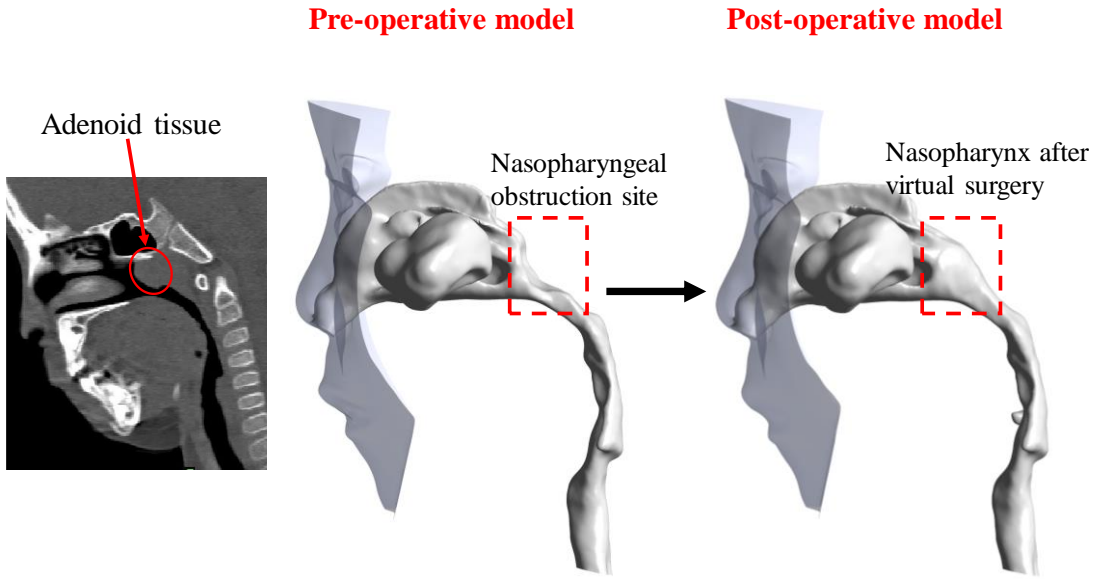 Pre-operative model
Post-operative model
Adenoid tissue
Nasopharyngeal
obstruction site
Nasopharynx after
virtual surgery